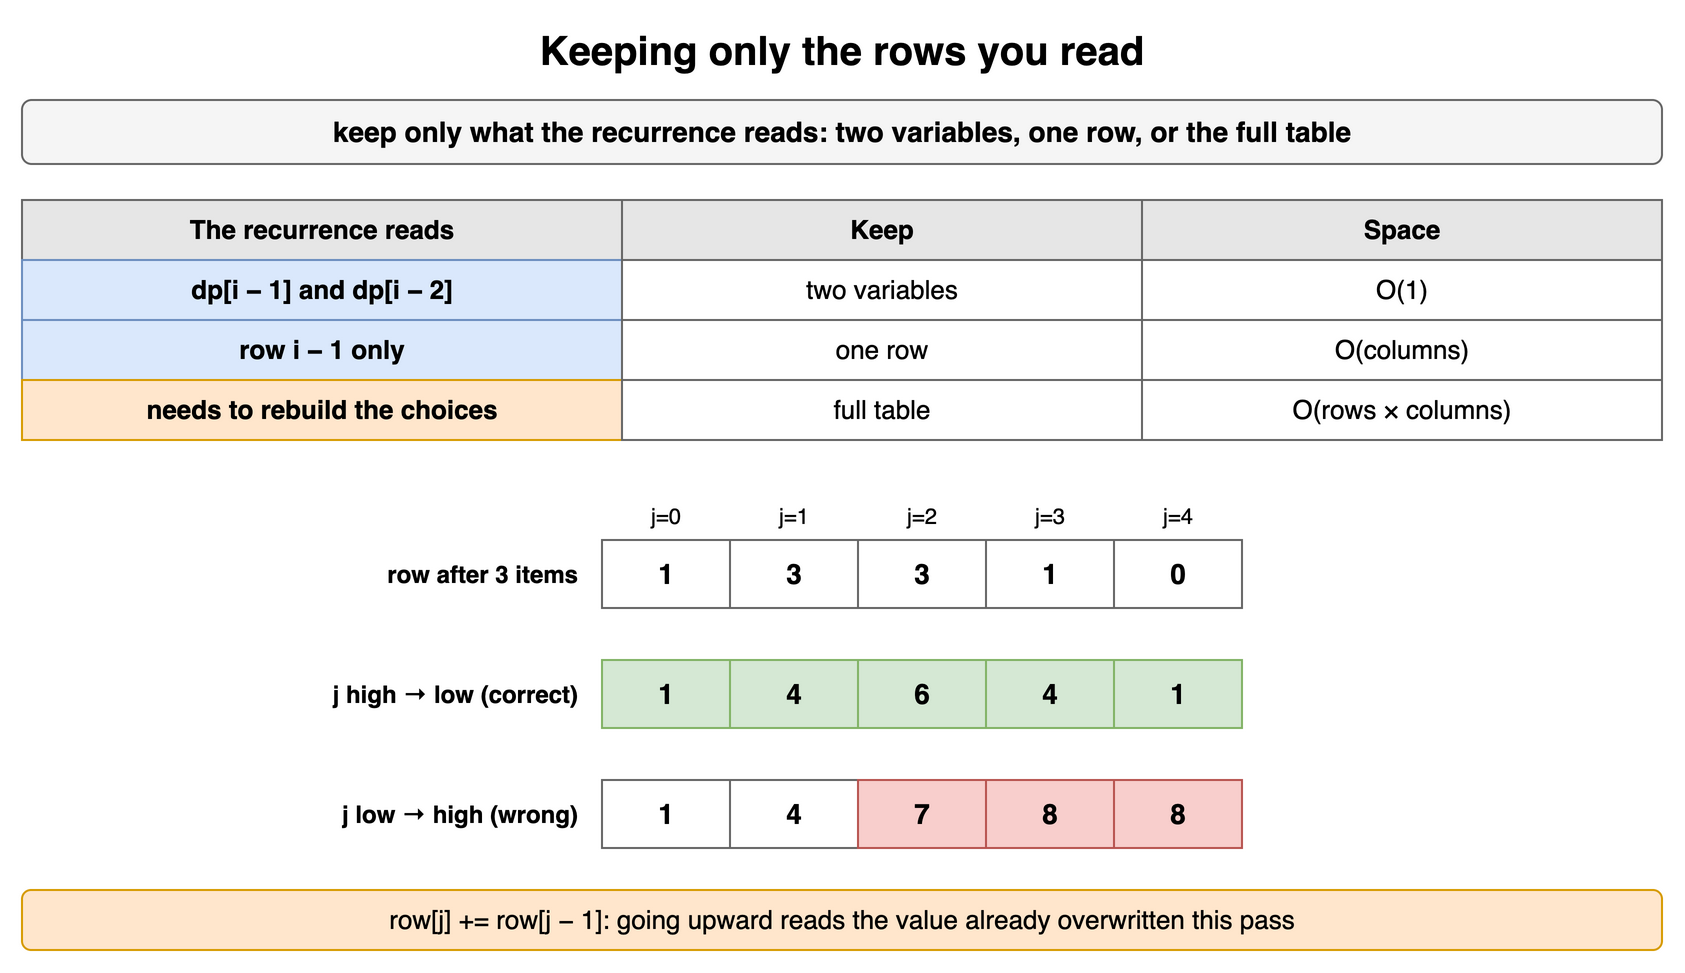 Keeping only the rows you read
keep only what the recurrence reads: two variables, one row, or the full table
The recurrence reads Keep Space
dp[i – 1] and dp[i – 2] two variables O(1)
row i – 1 only one row O(columns)
needs to rebuild the choices full table O(rows × columns)
j=0 j=1 j=2 j=3 j=4
row after 3 items 1 3 3 1 0
j high → low (correct) 1 4 6 4 1
j low → high (wrong) 1 4 7 8 8
row[j] += row[j – 1]: going upward reads the value already overwritten this pass